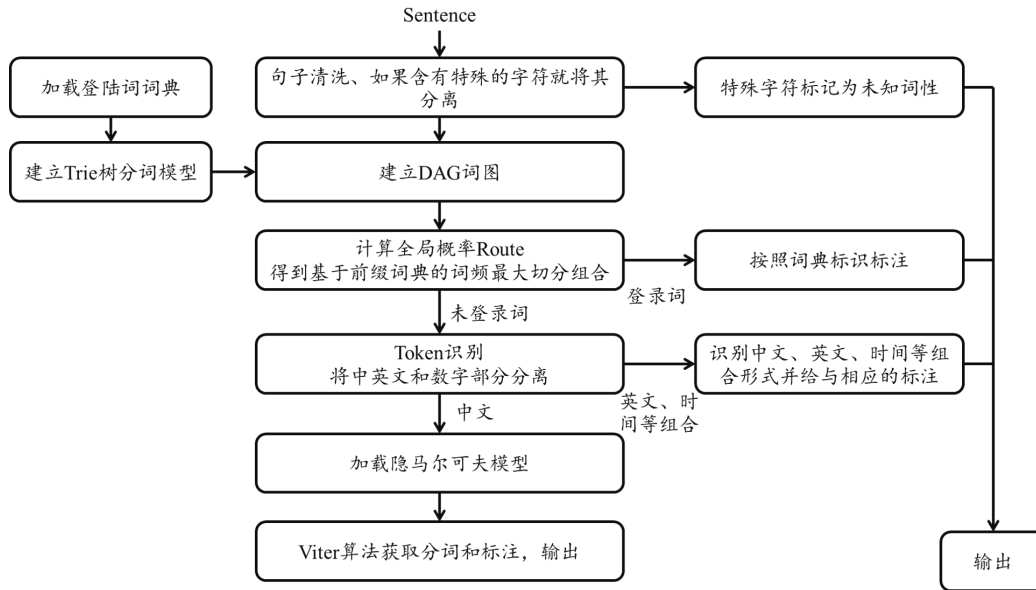 Sentence
加载登陆词词典
句子清洗、如果含有特殊的字符就将其
分离
特殊字符标记为未知词性
建立Trie树分词模型
建立DAG词图
计算全局概率Route
得到基于前缀词典的词频最大切分组合
按照词典标识标注
登录词
未登录词
Token识别
将中英文和数字部分分离
识别中文、英文、时间等组
合形式并给与相应的标注
英文、时
间等组合
中文
加载隐马尔可夫模型
Viter算法获取分词和标注，输出
输出